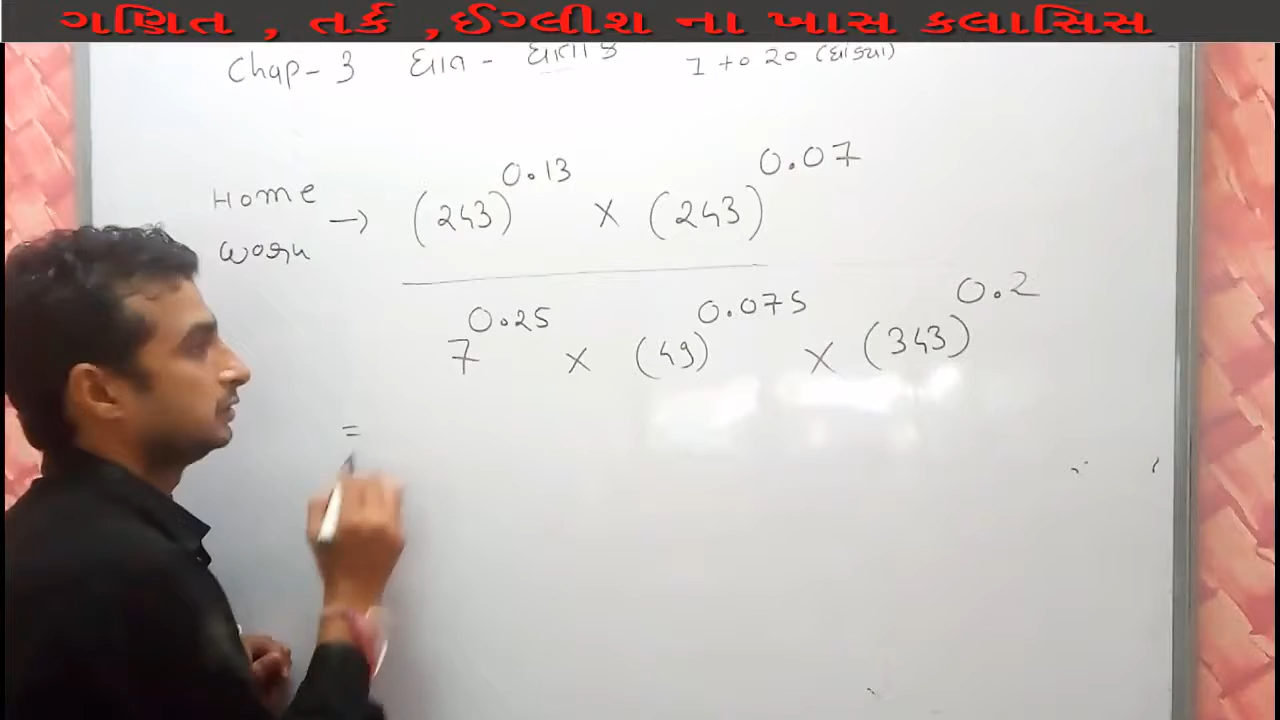 ગણિત , તર્ક ,ઈંગ્લીશ ના ખાસ કલાસિસ
Chap- 3 ઘાત - ઘાતાંક 1 to 20
Home work → (243)^0.13 × (243)^0.07
7^0.25 × (49)^0.075 × (343)^0.2
=